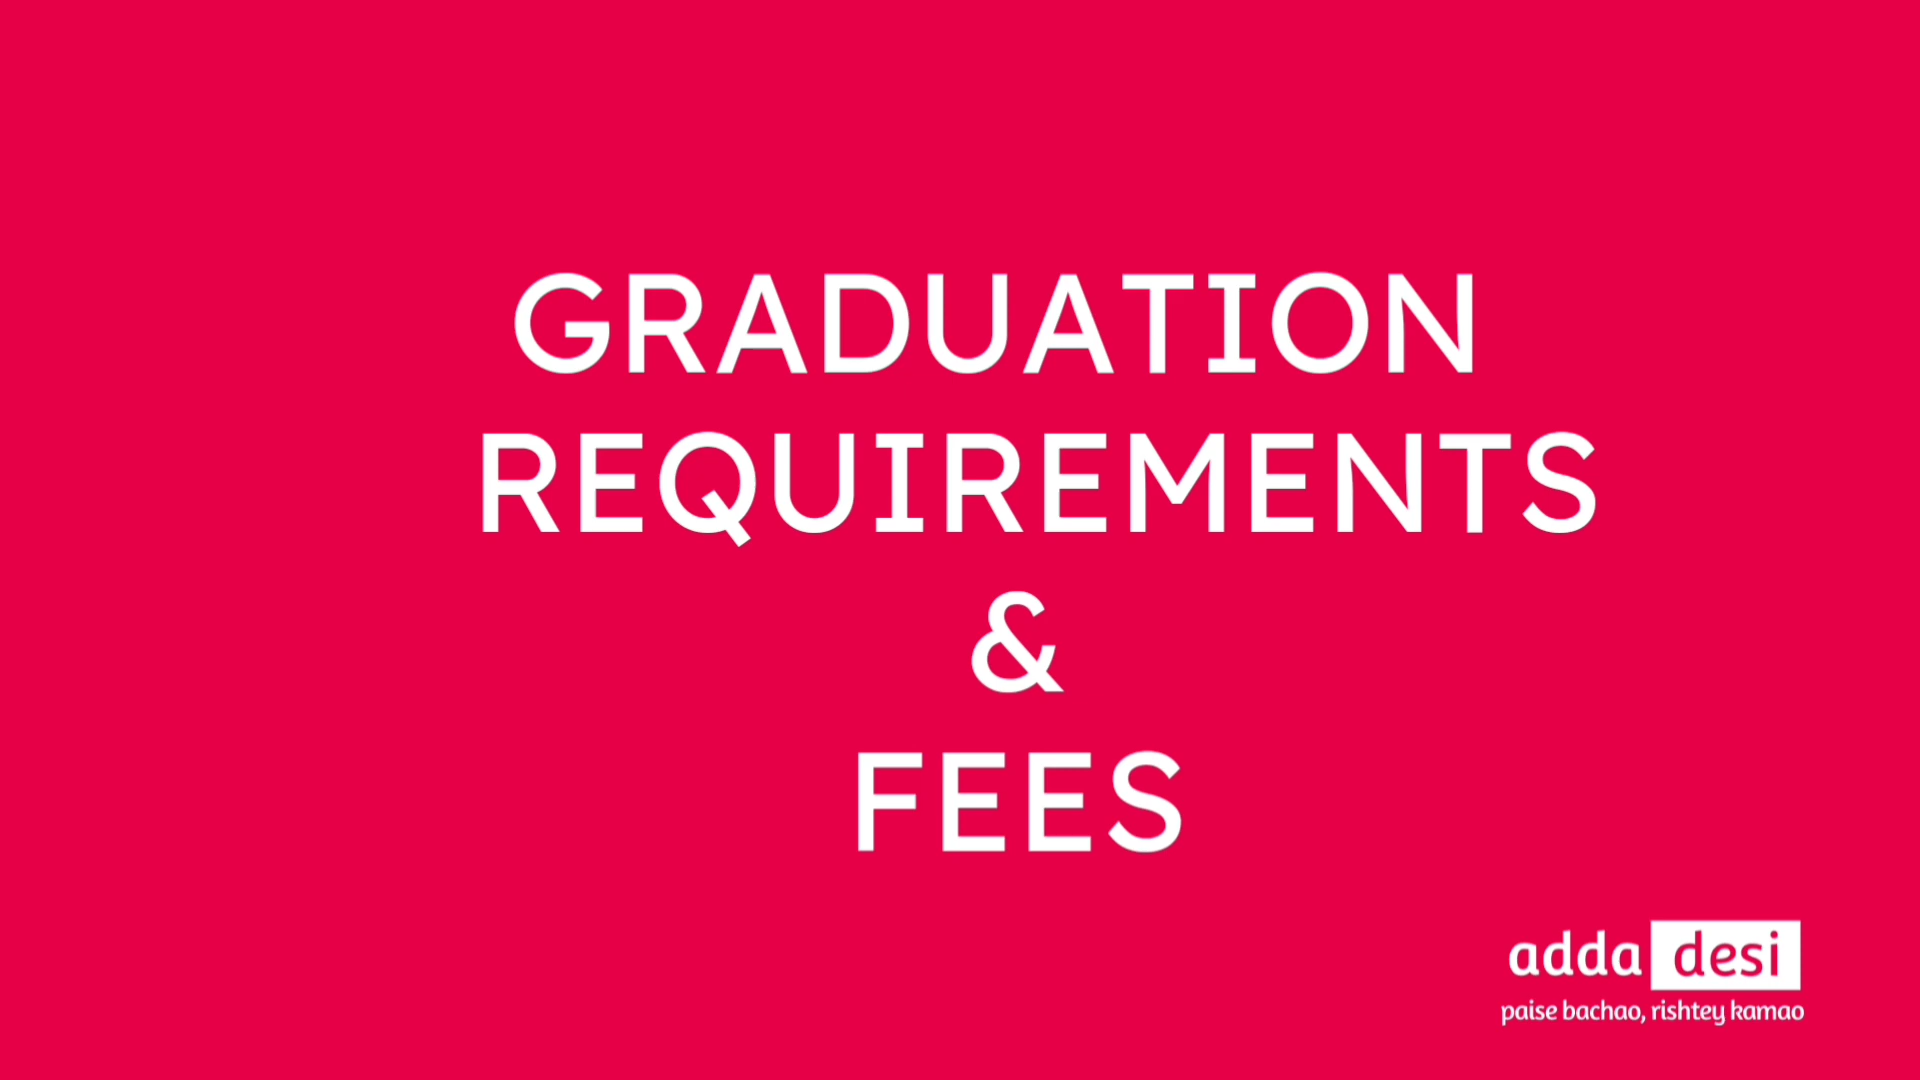 GRADUATION
REQUIREMENTS
&
FEES
adda desi
paise bachao, rishtey kamao